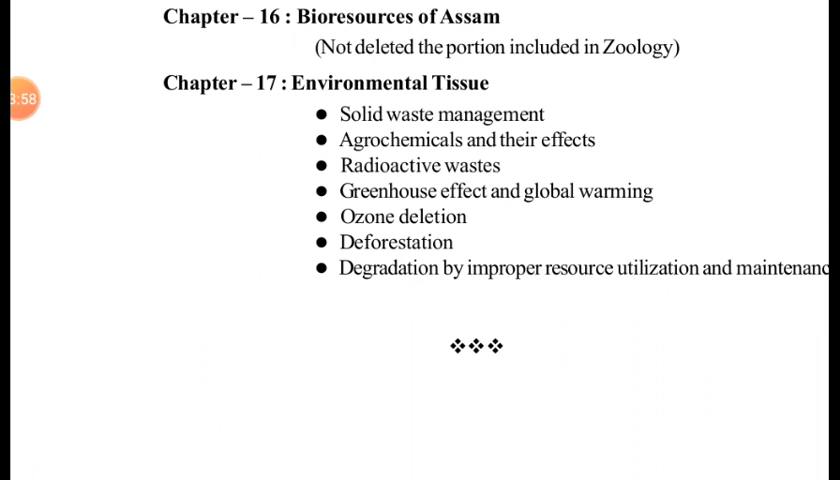 Chapter – 16 : Bioresources of Assam
(Not deleted the portion included in Zoology)
Chapter – 17 : Environmental Tissue
:58
● Solid waste management
● Agrochemicals and their effects
● Radioactive wastes
● Greenhouse effect and global warming
● Ozone deletion
● Deforestation
● Degradation by improper resource utilization and maintenanc